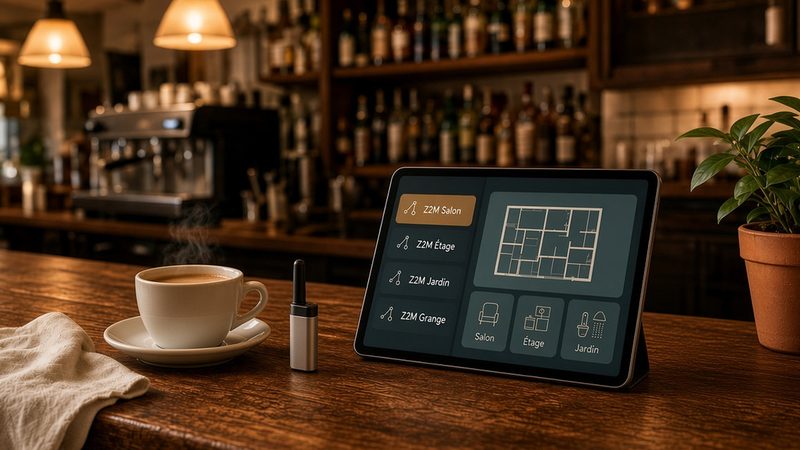 Z2M Salon
Z2M Étage
Z2M Jardin
Z2M Grange
Salon
Étage
Jardin